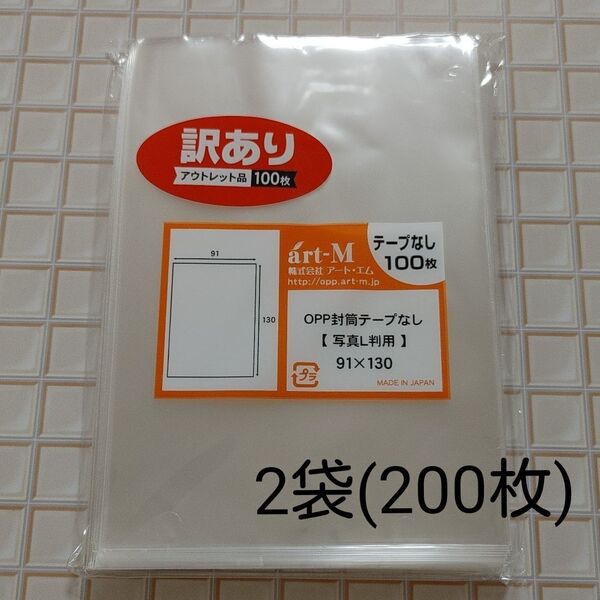 訳あり
アウトレット品 100枚
91
130
árt-M
株式会社 アート・エム
http://opp.art-m.jp
テープなし
100枚
OPP封筒テープなし
【 写真L判用 】
91×130
プラ
MADE IN JAPAN
2袋(200枚)